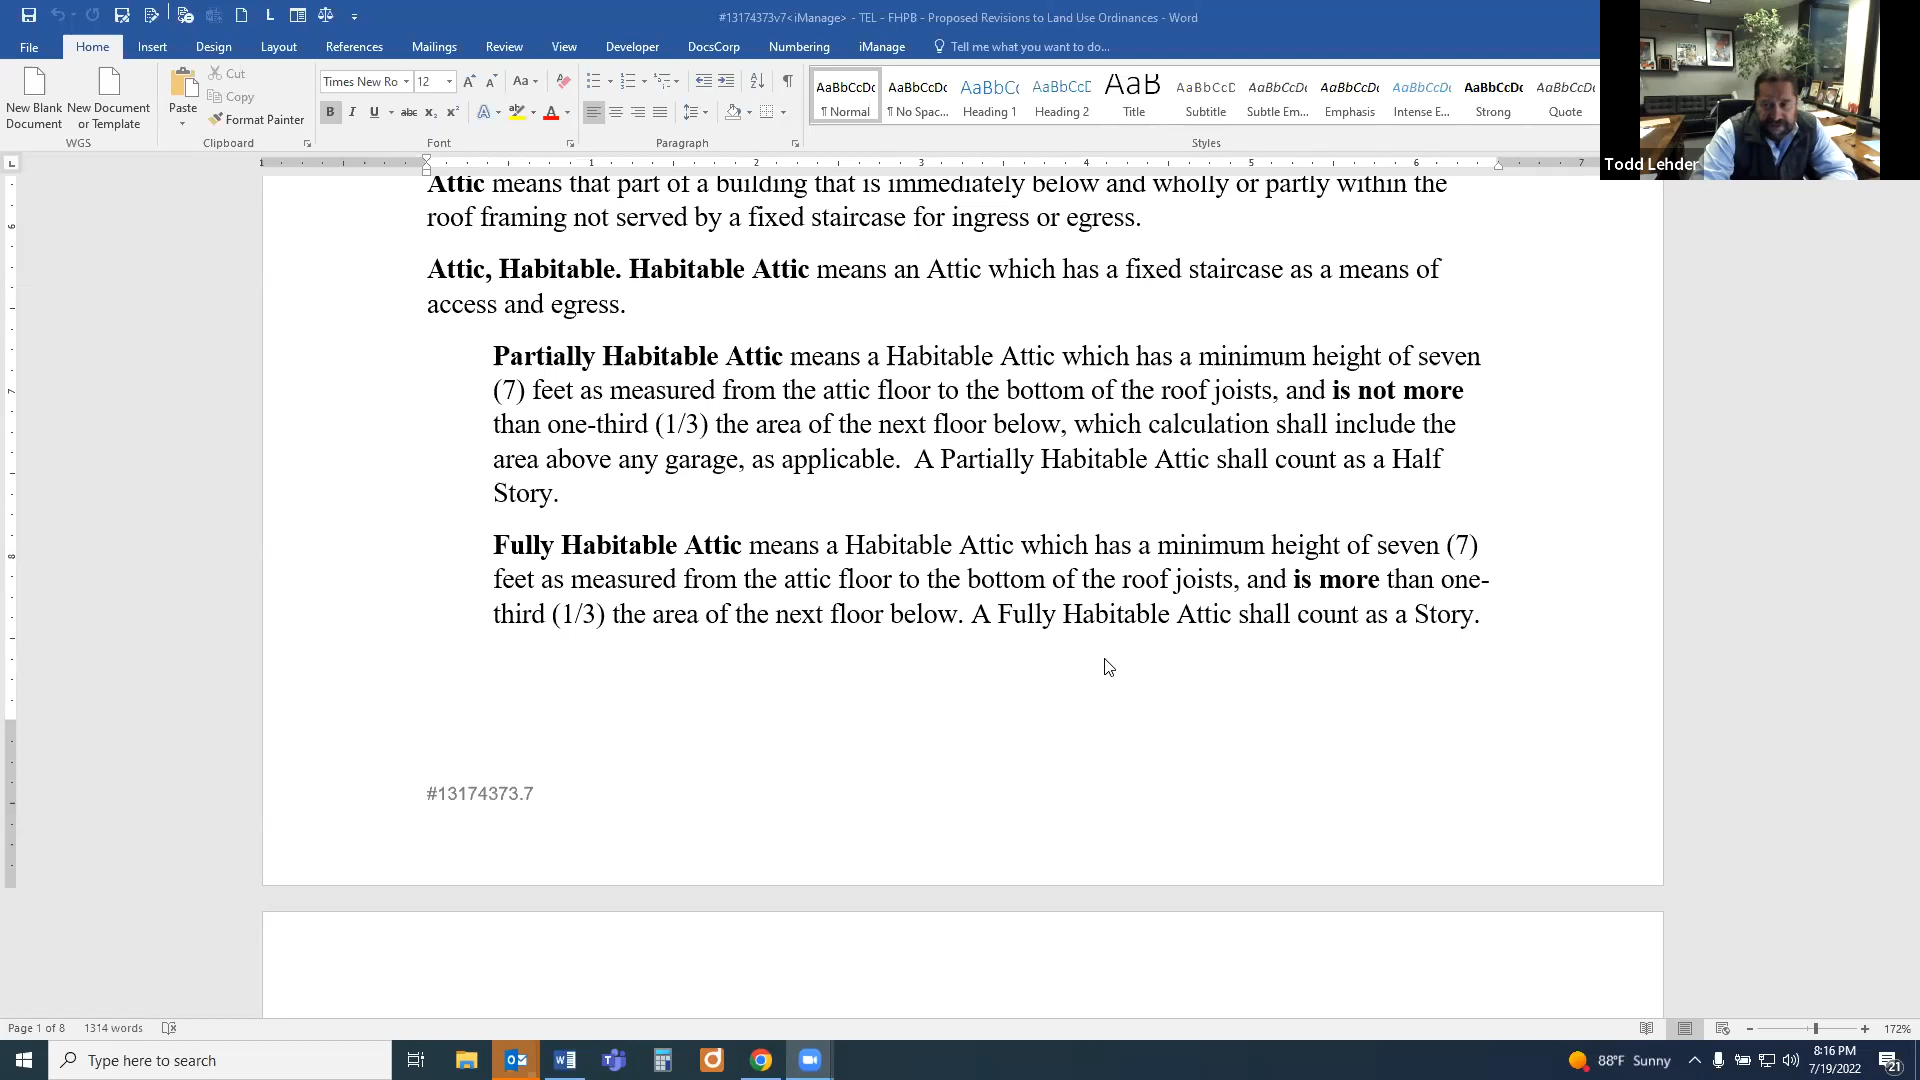 #13174373v7<iManage> - TEL - FHPB - Proposed Revisions to Land Use Ordinances - Word
File Home Insert Design Layout References Mailings Review View Developer DocsCorp Numbering iManage Tell me what you want to do...
New Blank Document
New Document or Template
WGS
Paste
Cut
Copy
Format Painter
Clipboard
Times New Ro 12
Font
Paragraph
AaBbCcDc ¶ Normal
AaBbCcDc ¶ No Spac...
AaBbC Heading 1
AaBbCcD Heading 2
AaB Title
AaBbCcD Subtitle
AaBbCcDc Subtle Em...
AaBbCcDc Emphasis
AaBbCcDc Intense E...
AaBbCcDc Strong
AaBbCcDc Quote
Styles
Todd Lehder
Attic means that part of a building that is immediately below and wholly or partly within the
roof framing not served by a fixed staircase for ingress or egress.
Attic, Habitable. Habitable Attic means an Attic which has a fixed staircase as a means of
access and egress.
Partially Habitable Attic means a Habitable Attic which has a minimum height of seven
(7) feet as measured from the attic floor to the bottom of the roof joists, and is not more
than one-third (1/3) the area of the next floor below, which calculation shall include the
area above any garage, as applicable.  A Partially Habitable Attic shall count as a Half
Story.
Fully Habitable Attic means a Habitable Attic which has a minimum height of seven (7)
feet as measured from the attic floor to the bottom of the roof joists, and is more than one-
third (1/3) the area of the next floor below. A Fully Habitable Attic shall count as a Story.
#13174373.7
Page 1 of 8 1314 words 172%
Type here to search
88°F Sunny
8:16 PM
7/19/2022
21